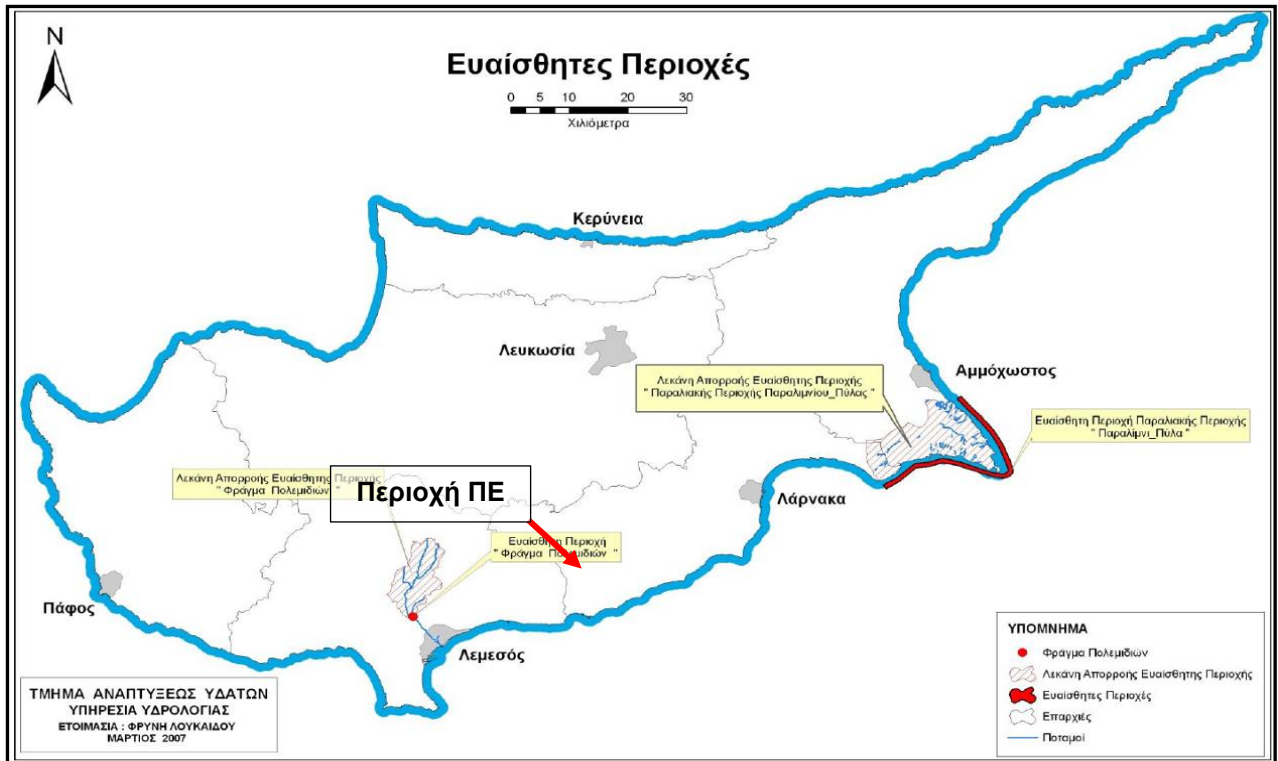 N
Ευαίσθητες Περιοχές
0 5 10 20 30
Χιλιόμετρα
Κερύνεια
Λευκωσία
Αμμόχωστος
Λεκάνη Απορροής Ευαίσθητης Περιοχής
" Παραλιακής Περιοχής Παραλιμνίου_Πύλας "
Ευαίσθητη Περιοχή Παραλιακής Περιοχής
" Παραλίμνι_Πύλα "
Λεκάνη Απορροής Ευαίσθητης Περιοχής
" Φράγμα Πολεμιδιών "
Περιοχή ΠΕ
Λάρνακα
Ευαίσθητη Περιοχή
" Φράγμα Πολεμιδιών "
Πάφος
Λεμεσός
ΤΜΗΜΑ ΑΝΑΠΤΥΞΕΩΣ ΥΔΑΤΩΝ
ΥΠΗΡΕΣΙΑ ΥΔΡΟΛΟΓΙΑΣ
ΕΤΟΙΜΑΣΙΑ : ΦΡΥΝΗ ΛΟΥΚΑΙΔΟΥ
ΜΑΡΤΙΟΣ 2007
ΥΠΟΜΝΗΜΑ
Φράγμα Πολεμιδιών
Λεκάνη Απορροής Ευαίσθητης Περιοχής
Ευαίσθητες Περιοχές
Επαρχιές
Ποταμοί